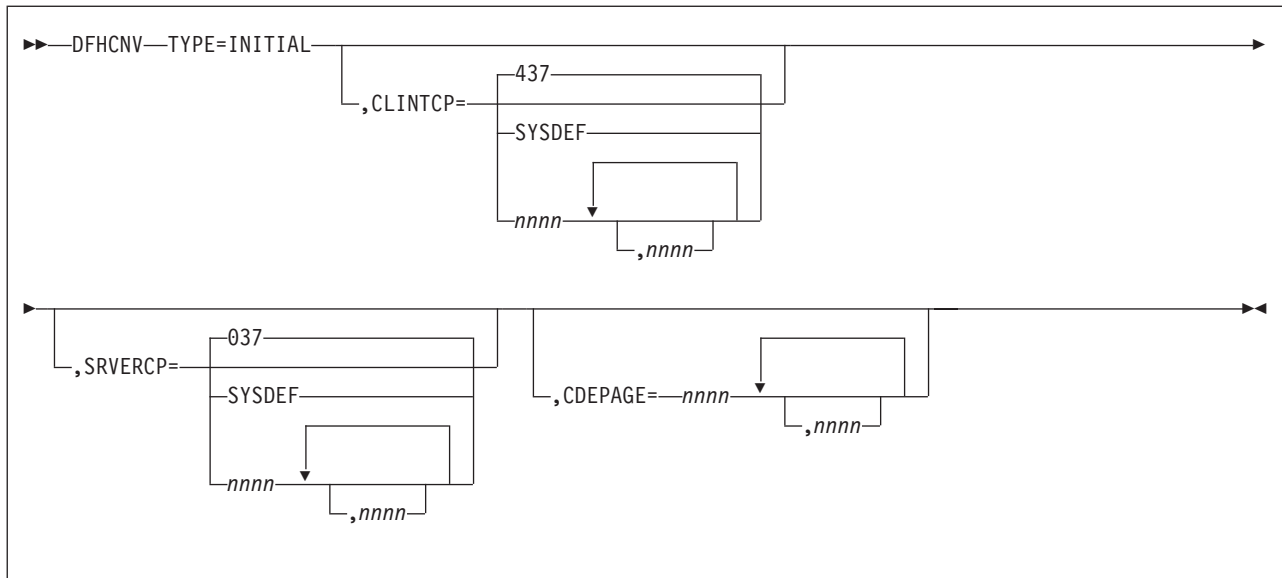 DFHCNV TYPE=INITIAL
,CLINTCP=
437
SYSDEF
nnnn
,nnnn
,SRVERCP=
037
SYSDEF
nnnn
,nnnn
,CDEPAGE= nnnn
,nnnn